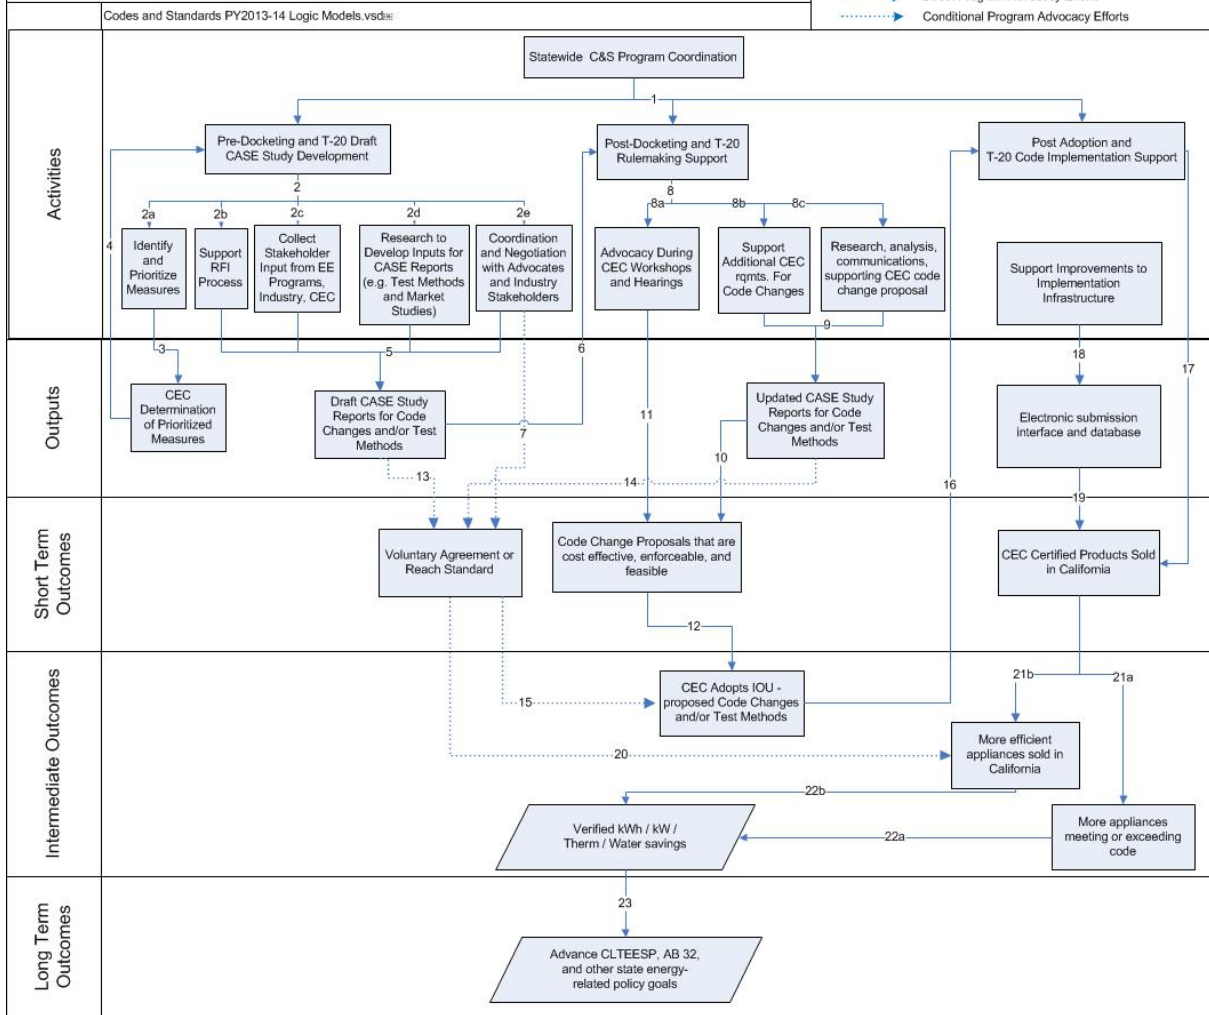 Codes and Standards PY2013-14 Logic Models.vsd
Conditional Program Advocacy Efforts
Activities
Statewide C&S Program Coordination
1
Pre-Docketing and T-20 Draft
CASE Study Development
Post-Docketing and T-20
Rulemaking Support
Post Adoption and
T-20 Code Implementation Support
2
8
2a
2b
2c
2d
2e
8a
8b
8c
4
Identify
and
Prioritize
Measures
Support
RFI
Process
Collect
Stakeholder
Input from EE
Programs,
Industry, CEC
Research to
Develop Inputs for
CASE Reports
(e.g. Test Methods
and Market
Studies)
Coordination
and Negotiation
with Advocates
and Industry
Stakeholders
Advocacy During
CEC Workshops
and Hearings
Support
Additional CEC
rqmts. For
Code Changes
Research, analysis,
communications,
supporting CEC code
change proposal
Support Improvements to
Implementation
Infrastructure
9
Outputs
3
5
6
18
17
CEC
Determination
of Prioritized
Measures
Draft CASE Study
Reports for Code
Changes and/or Test
Methods
Updated CASE Study
Reports for Code
Changes and/or Test
Methods
Electronic submission
interface and database
7
11
10
13
14
16
19
Short Term
Outcomes
Voluntary Agreement or
Reach Standard
Code Change Proposals that are
cost effective, enforceable, and
feasible
CEC Certified Products Sold
in California
12
Intermediate Outcomes
21b
21a
15
CEC Adopts IOU -
proposed Code Changes
and/or Test Methods
More efficient
appliances sold in
California
20
22b
Verified kWh / kW /
Therm / Water savings
22a
More appliances
meeting or exceeding
code
Long Term
Outcomes
23
Advance CLTEESP, AB 32,
and other state energy-
related policy goals